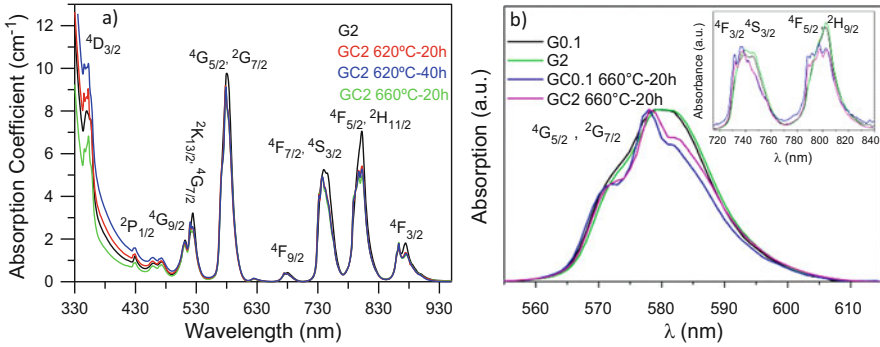 a)
G2
GC2 620ºC-20h
GC2 620ºC-40h
GC2 660ºC-20h
⁴D₃/₂
⁴G₅/₂, ²G₇/₂
²K₁₃/₂
⁴G₇/₂
⁴F₅/₂, ²H₁₁/₂
⁴F₇/₂, ⁴S₃/₂
²P₁/₂
⁴G₉/₂
⁴F₉/₂
⁴F₃/₂
Absorption Coefficient (cm⁻¹)
12
10
8
6
4
2
0
330 430 530 630 730 830 930
Wavelength (nm)
b)
G0.1
G2
GC0.1 660°C-20h
GC2 660°C-20h
⁴G₅/₂ , ²G₇/₂
Absorption (a.u.)
560 570 580 590 600 610
λ (nm)
⁴F₃/₂ ⁴S₃/₂
⁴F₅/₂ ²H₉/₂
Absorbance (a.u.)
720 740 760 780 800 820 840
λ (nm)